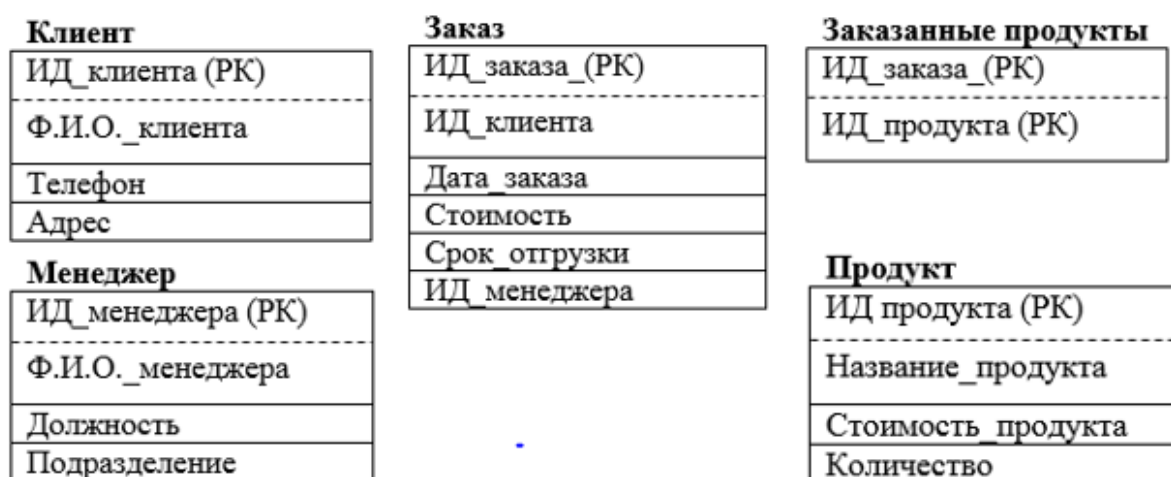 Клиент
ИД_клиента (PK)
Ф.И.О._клиента
Телефон
Адрес
Менеджер
ИД_менеджера (PK)
Ф.И.О._менеджера
Должность
Подразделение
Заказ
ИД_заказа_(PK)
ИД_клиента
Дата_заказа
Стоимость
Срок_отгрузки
ИД_менеджера
Заказанные продукты
ИД_заказа_(PK)
ИД_продукта (PK)
Продукт
ИД продукта (PK)
Название_продукта
Стоимость_продукта
Количество